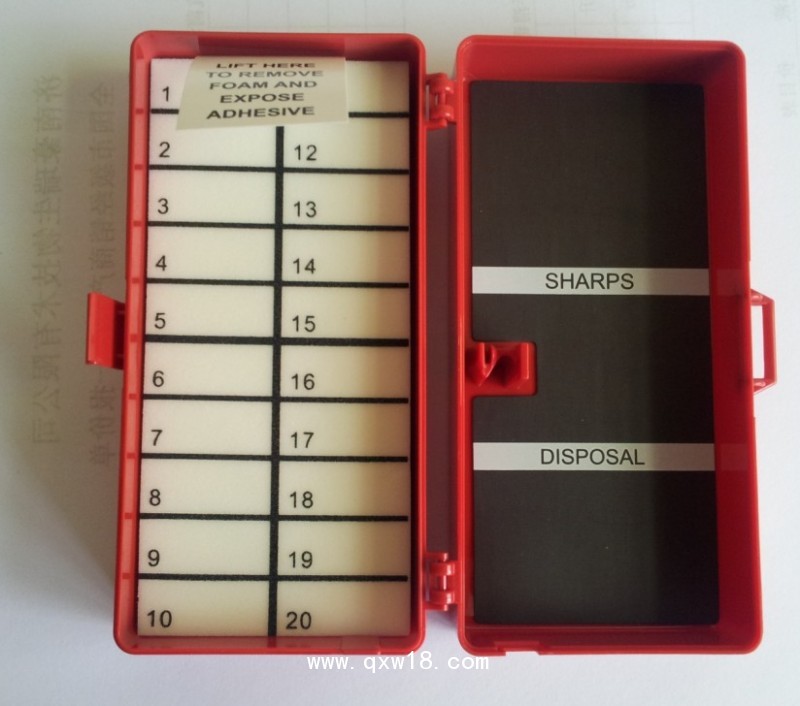 LIFT HERE
TO REMOVE
FOAM AND
EXPOSE
ADHESIVE
1
2
3
4
5
6
7
8
9
10
12
13
14
15
16
17
18
19
20
SHARPS
DISPOSAL
www.qxw18.com